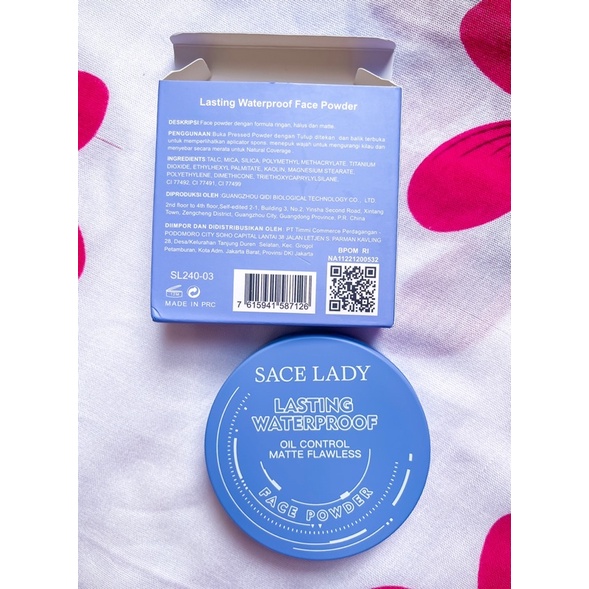 Lasting Waterproof Face Powder
DESKRIPSI Face powder dengan formula ringan, halus dan matte.
PENGGUNAAN Buka Pressed Powder dengan Tutup ditekan, dan balik terbuka
untuk memperlihatkan aplicator spons, menepuk wajah untuk mengurangi kilau dan
menyebar secara merata untuk Natural Coverage.
INGREDIENTS TALC, MICA, SILICA, POLYMETHYL METHACRYLATE, TITANIUM
DIOXIDE, ETHYLHEXYL PALMITATE, KAOLIN, MAGNESIUM STEARATE
POLYETHYLENE, DIMETHICONE, TRIETHOXYCAPRYLYLSILANE.
CI 77492, CI 77491, CI 77499
DIPRODUKSI OLEH GUANGZHOU QIDI BIOLOGICAL TECHNOLOGY CO., LTD
2nd floor to 4th floor, Self-edited 2-1, Building 3, No.2, Yinsha Second Road, Xintang
Town, Zengcheng District, Guangzhou City, Guangdong Province, P.R. China
DIIMPOR DAN DIDISTRIBUSIKAN OLEH PT Timini Commerce Perdagangan -
PODOMORO CITY SOHO CAPITAL LANTAI 3# JALAN LETJEN S. PARMAN KAVLING
28, Desa/Kelurahan Tanjung Duren Selatan, Kec. Grogol
Petamburan, Kota Adm. Jakarta Barat, Provinsi DKI Jakarta
BPOM RI
NA11221200532
SL240-03
12M
MADE IN PRC
7 615941 587126
SACE LADY
LASTING
WATERPROOF
OIL CONTROL
MATTE FLAWLESS
FACE POWDER